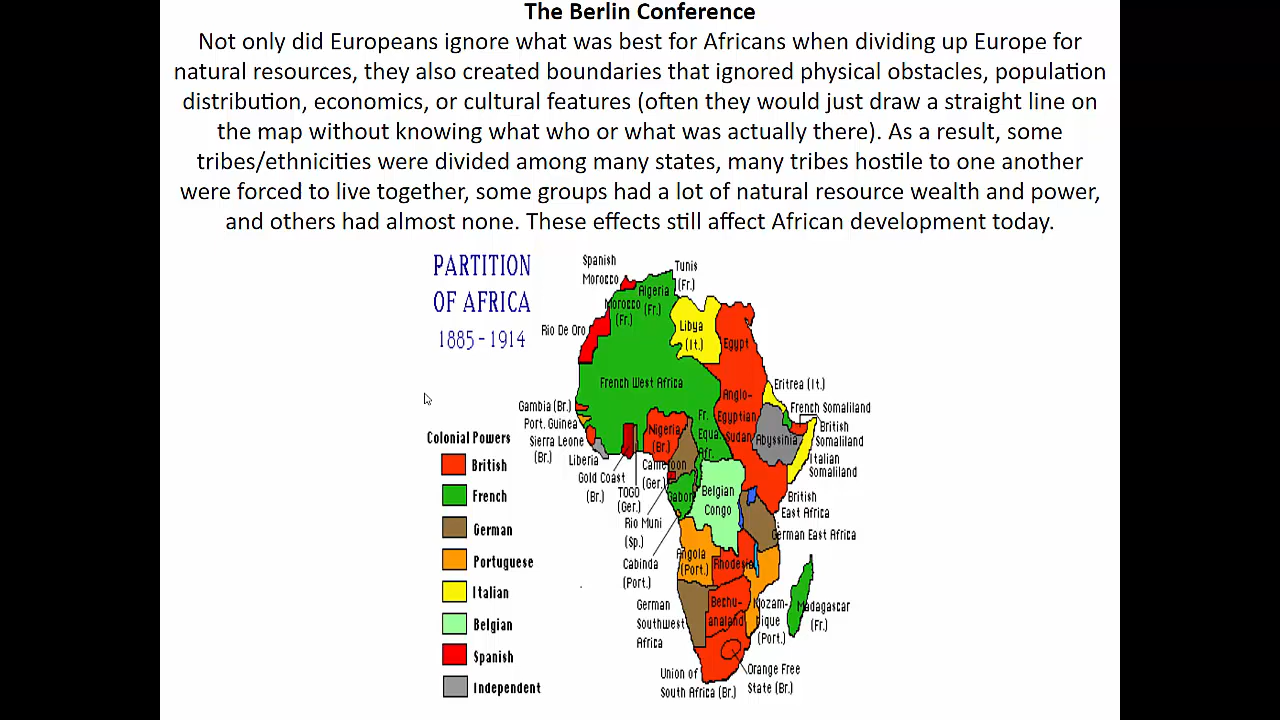 The Berlin Conference
Not only did Europeans ignore what was best for Africans when dividing up Europe for
natural resources, they also created boundaries that ignored physical obstacles, population
distribution, economics, or cultural features (often they would just draw a straight line on
the map without knowing what who or what was actually there). As a result, some
tribes/ethnicities were divided among many states, many tribes hostile to one another
were forced to live together, some groups had a lot of natural resource wealth and power,
and others had almost none. These effects still affect African development today.
PARTITION
OF AFRICA
1885-1914
Spanish
Morocco
Tunis
(Fr.)
Algeria
(Fr.)
Morocco
(Fr.)
Rio De Oro
Libya
(It.)
Egypt
French West Africa
Eritrea (It.)
Anglo-
Egyptian
Sudan
French Somaliland
British
Somaliland
Italian
Somaliland
Abyssinia
Gambia (Br.)
Port. Guinea
Sierra Leone
(Br.)
Liberia
Gold Coast
(Br.)
TOGO
(Ger.)
Nigeria
(Br.)
Fr.
Equa.
Afr.
Cameroon
(Ger.)
Rio Muni
(Sp.)
Gabon
Cabinda
(Port.)
Belgian
Congo
British
East Africa
German East Africa
Angola
(Port.)
Rhodesia
German
Southwest
Africa
Bechu-
analand
Mozam-
bique
(Port.)
Madagascar
(Fr.)
Union of
South Africa (Br.)
Orange Free
State (Br.)
Colonial Powers
British
French
German
Portuguese
Italian
Belgian
Spanish
Independent